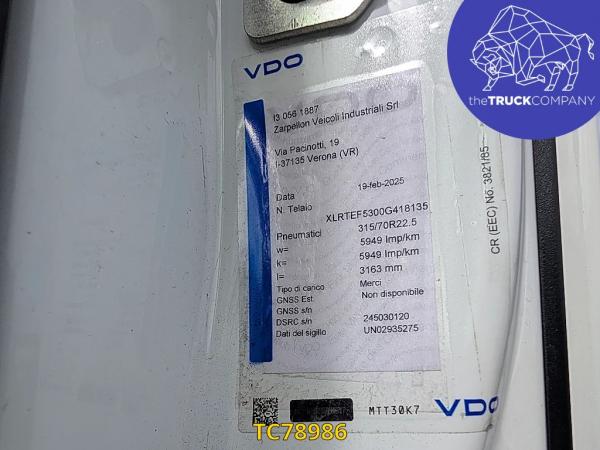 VDO
theTRUCKCOMPANY
I3 056 1887
Zarpellon Veicoli Industriali Srl
Via Pacinotti, 19
I-37135 Verona (VR)
Data 19-feb-2025
N. Telaio XLRTEF5300G418135
Pneumatici 315/70R22.5
w= 5949 Imp/km
k= 5949 Imp/km
l= 3163 mm
Tipo di carico Merci
GNSS Est Non disponibile
GNSS s/n
DSRC s/n 245030120
Dati del sigillo UN02935275
CR (EEC) No. 3821/85
MTT30K7 VDO
TC78986